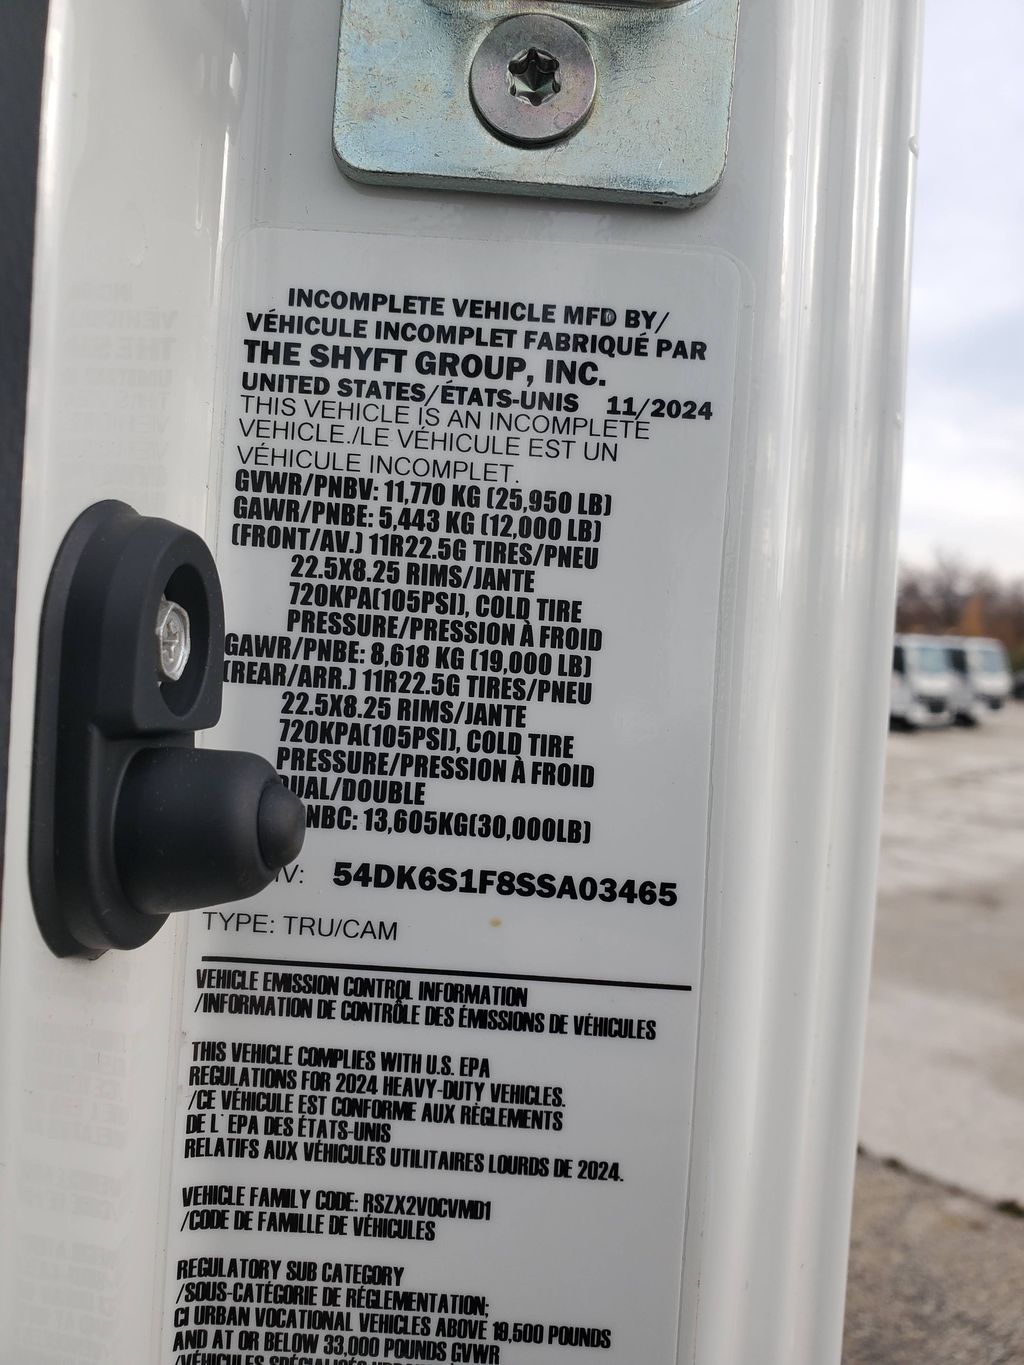 INCOMPLETE VEHICLE MFD BY/
VÉHICULE INCOMPLET FABRIQUÉ PAR
THE SHYFT GROUP, INC.
UNITED STATES/ÉTATS-UNIS 11/2024
THIS VEHICLE IS AN INCOMPLETE
VEHICLE./LE VÉHICULE EST UN
VÉHICULE INCOMPLET.
GVWR/PNBV: 11,770 KG (25,950 LB)
GAWR/PNBE: 5,443 KG (12,000 LB)
(FRONT/AV.) 11R22.5G TIRES/PNEU
22.5X8.25 RIMS/JANTE
720KPA(105PSI), COLD TIRE
PRESSURE/PRESSION À FROID
GAWR/PNBE: 8,618 KG (19,000 LB)
(REAR/ARR.) 11R22.5G TIRES/PNEU
22.5X8.25 RIMS/JANTE
720KPA(105PSI), COLD TIRE
PRESSURE/PRESSION À FROID
DUAL/DOUBLE
NBC: 13,605KG(30,000LB)
IV: 54DK6S1F8SSA03465
TYPE: TRU/CAM
VEHICLE EMISSION CONTROL INFORMATION
/INFORMATION DE CONTRÔLE DES ÉMISSIONS DE VÉHICULES
THIS VEHICLE COMPLIES WITH U.S. EPA
REGULATIONS FOR 2024 HEAVY-DUTY VEHICLES.
/CE VÉHICULE EST CONFORME AUX RÈGLEMENTS
DE L'EPA DES ÉTATS-UNIS
RELATIFS AUX VÉHICULES UTILITAIRES LOURDS DE 2024.
VEHICLE FAMILY CODE: RSZX2VOCVMD1
/CODE DE FAMILLE DE VÉHICULES
REGULATORY SUB CATEGORY
/SOUS-CATÉGORIE DE RÉGLEMENTATION;
CI URBAN VOCATIONAL VEHICLES ABOVE 19,500 POUNDS
AND AT OR BELOW 33,000 POUNDS GVWR